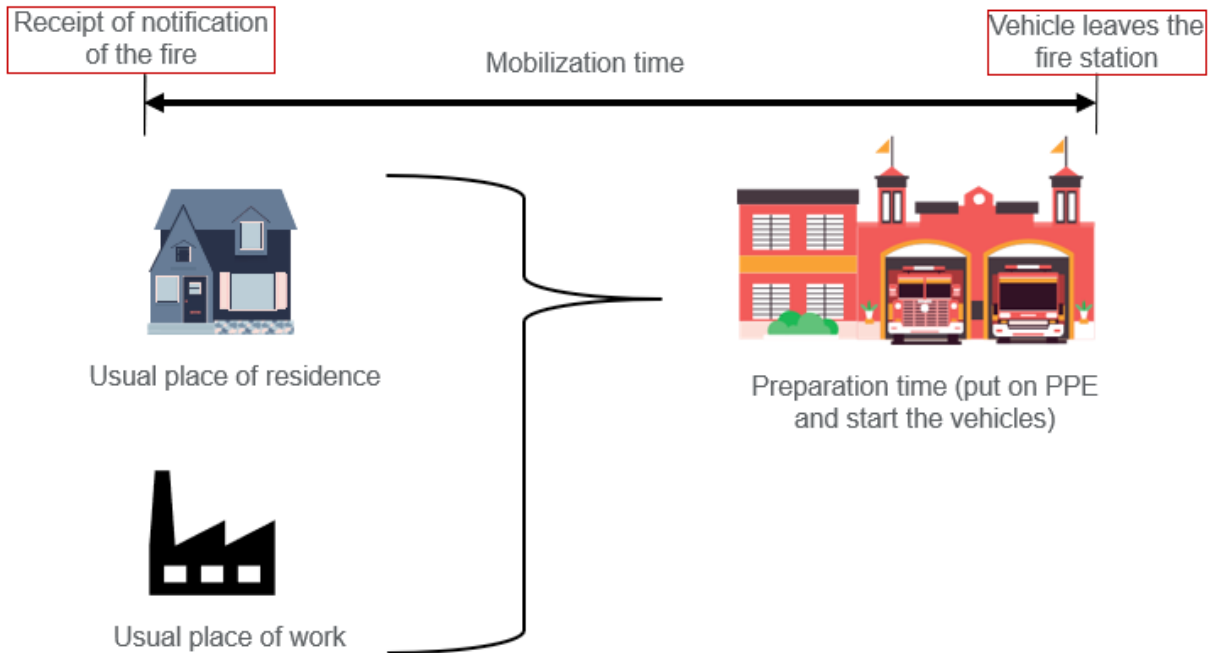 Receipt of notification
of the fire
Mobilization time
Vehicle leaves the
fire station
Usual place of residence
Preparation time (put on PPE
and start the vehicles)
Usual place of work